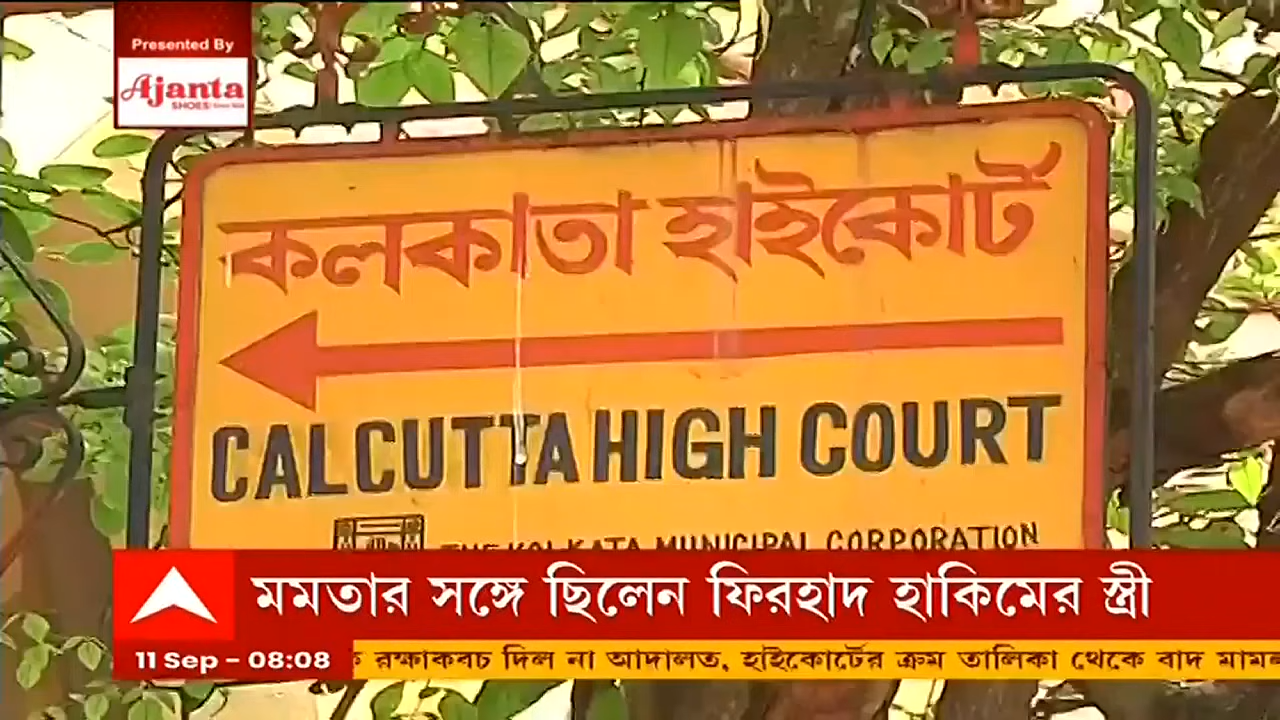 Presented By
Ajanta
SHOES
কলকাতা হাইকোর্ট
CALCUTTA HIGH COURT
THE KOLKATA MUNICIPAL CORPORATION
মমতার সঙ্গে ছিলেন ফিরহাদ হাকিমের স্ত্রী
11 Sep - 08:08
রক্ষাকবচ দিল না আদালত, হাইকোর্টের ক্রম তালিকা থেকে বাদ